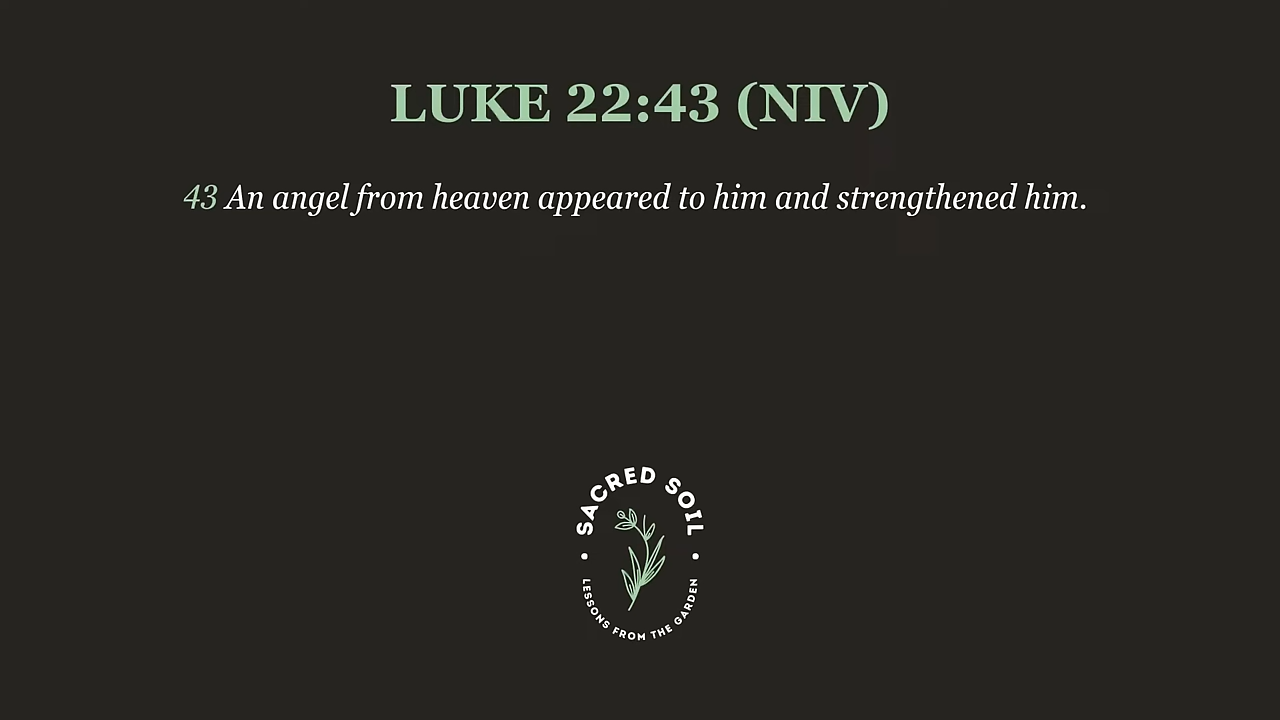 LUKE 22:43 (NIV)
43 An angel from heaven appeared to him and strengthened him.
SACRED SOIL
LESSONS FROM THE GARDEN